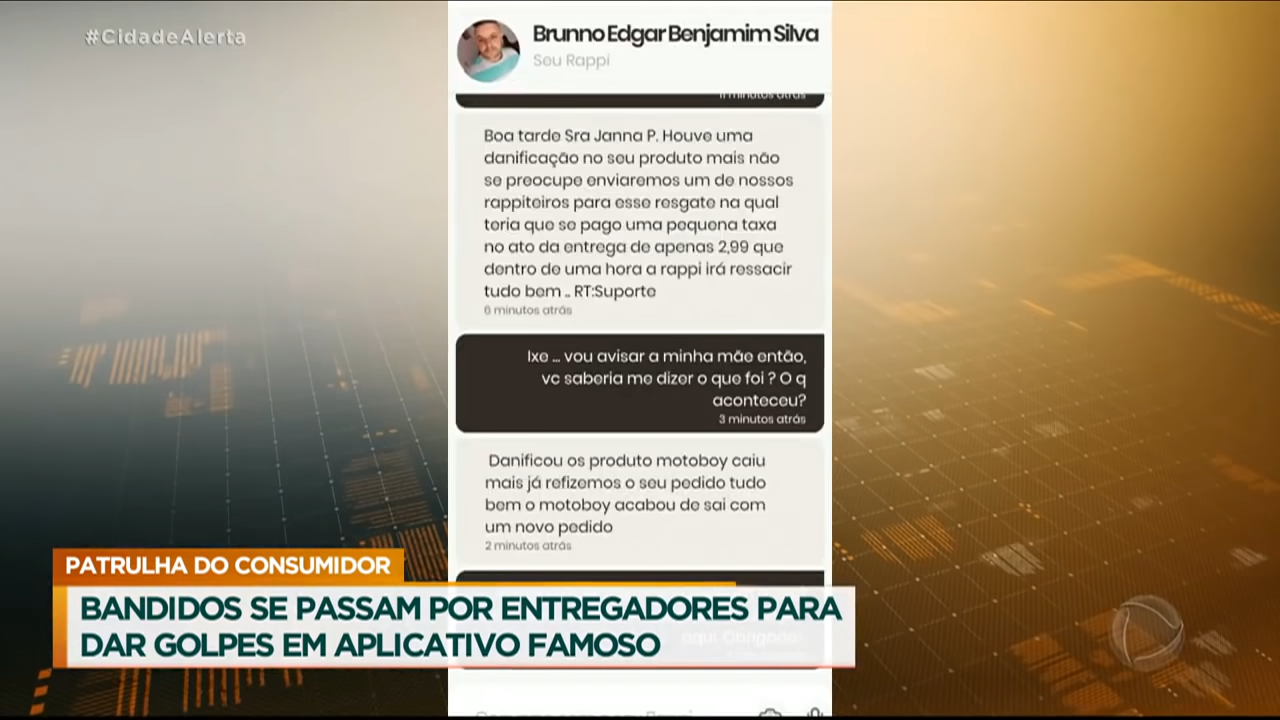 #CidadeAlerta
Brunno Edgar Benjamim Silva
Seu Rappi
11 minutos atrás
Boa tarde Sra Janna P. Houve uma
danificação no seu produto mais não
se preocupe enviaremos um de nossos
rappiteiros para esse resgate na qual
teria que se pago uma pequena taxa
no ato da entrega de apenas 2,99 que
dentro de uma hora a rappi irá ressacir
tudo bem .. RT:Suporte
6 minutos atrás
Ixe ... vou avisar a minha mãe então,
vc saberia me dizer o que foi ? O q
aconteceu?
3 minutos atrás
Danificou os produto motoboy caiu
mais já refizemos o seu pedido tudo
bem o motoboy acabou de sai com
um novo pedido
2 minutos atrás
PATRULHA DO CONSUMIDOR
BANDIDOS SE PASSAM POR ENTREGADORES PARA
DAR GOLPES EM APLICATIVO FAMOSO